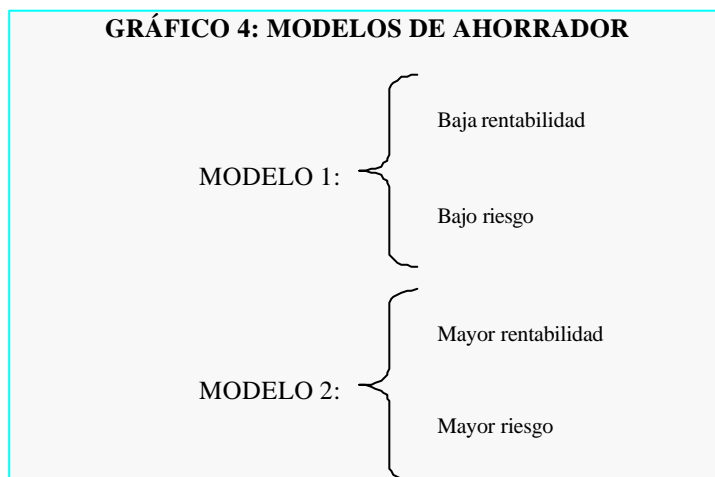 GRÁFICO 4: MODELOS DE AHORRADOR
Baja rentabilidad
MODELO 1:
Bajo riesgo
Mayor rentabilidad
MODELO 2:
Mayor riesgo